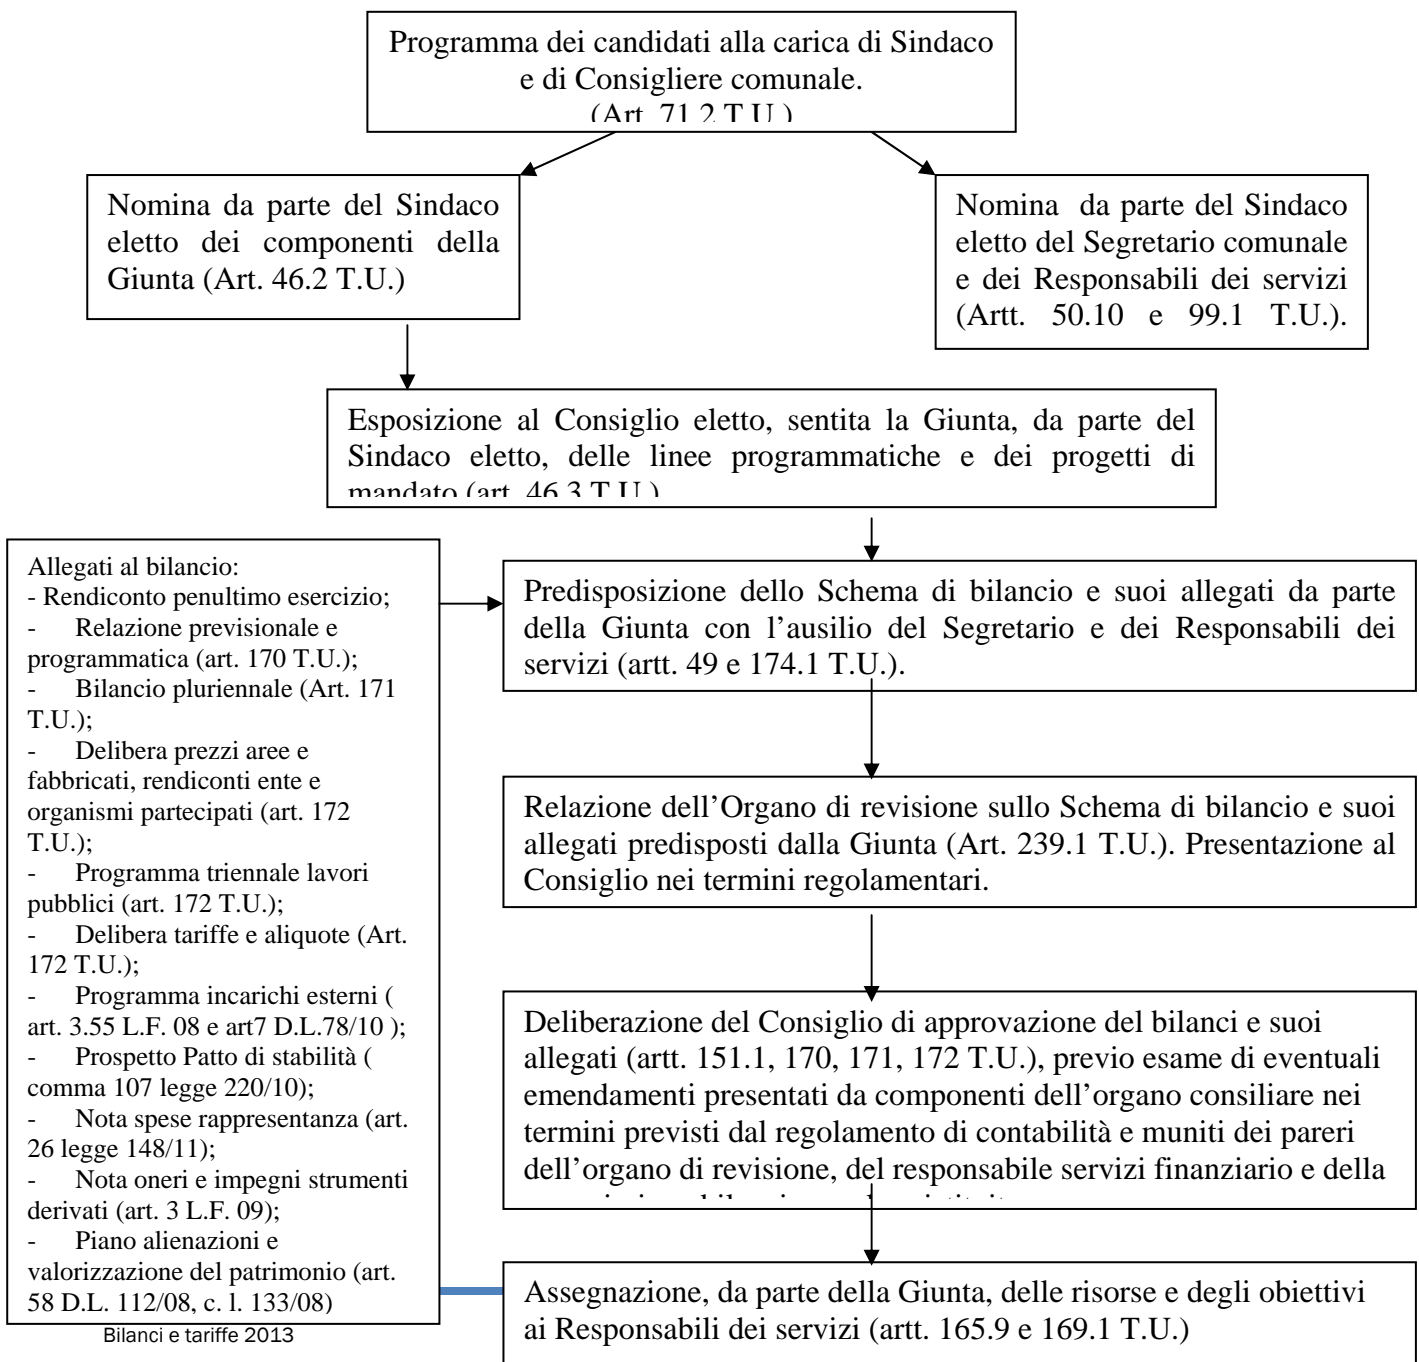 Programma dei candidati alla carica di Sindaco
e di Consigliere comunale.
(Art. 71.2 T.U.)
Nomina da parte del Sindaco
eletto dei componenti della
Giunta (Art. 46.2 T.U.)
Nomina da parte del Sindaco
eletto del Segretario comunale
e dei Responsabili dei servizi
(Artt. 50.10 e 99.1 T.U.).
Esposizione al Consiglio eletto, sentita la Giunta, da parte del
Sindaco eletto, delle linee programmatiche e dei progetti di
mandato (art. 46.3 T.U.)
Allegati al bilancio:
- Rendiconto penultimo esercizio;
- Relazione previsionale e
programmatica (art. 170 T.U.);
- Bilancio pluriennale (Art. 171
T.U.);
- Delibera prezzi aree e
fabbricati, rendiconti ente e
organismi partecipati (art. 172
T.U.);
- Programma triennale lavori
pubblici (art. 172 T.U.);
- Delibera tariffe e aliquote (Art.
172 T.U.);
- Programma incarichi esterni (
art. 3.55 L.F. 08 e art7 D.L.78/10 );
- Prospetto Patto di stabilità (
comma 107 legge 220/10);
- Nota spese rappresentanza (art.
26 legge 148/11);
- Nota oneri e impegni strumenti
derivati (art. 3 L.F. 09);
- Piano alienazioni e
valorizzazione del patrimonio (art.
58 D.L. 112/08, c. l. 133/08)
Predisposizione dello Schema di bilancio e suoi allegati da parte
della Giunta con l’ausilio del Segretario e dei Responsabili dei
servizi (artt. 49 e 174.1 T.U.).
Relazione dell’Organo di revisione sullo Schema di bilancio e suoi
allegati predisposti dalla Giunta (Art. 239.1 T.U.). Presentazione al
Consiglio nei termini regolamentari.
Deliberazione del Consiglio di approvazione del bilanci e suoi
allegati (artt. 151.1, 170, 171, 172 T.U.), previo esame di eventuali
emendamenti presentati da componenti dell’organo consiliare nei
termini previsti dal regolamento di contabilità e muniti dei pareri
dell’organo di revisione, del responsabile servizi finanziario e della
Assegnazione, da parte della Giunta, delle risorse e degli obiettivi
ai Responsabili dei servizi (artt. 165.9 e 169.1 T.U.)
Bilanci e tariffe 2013